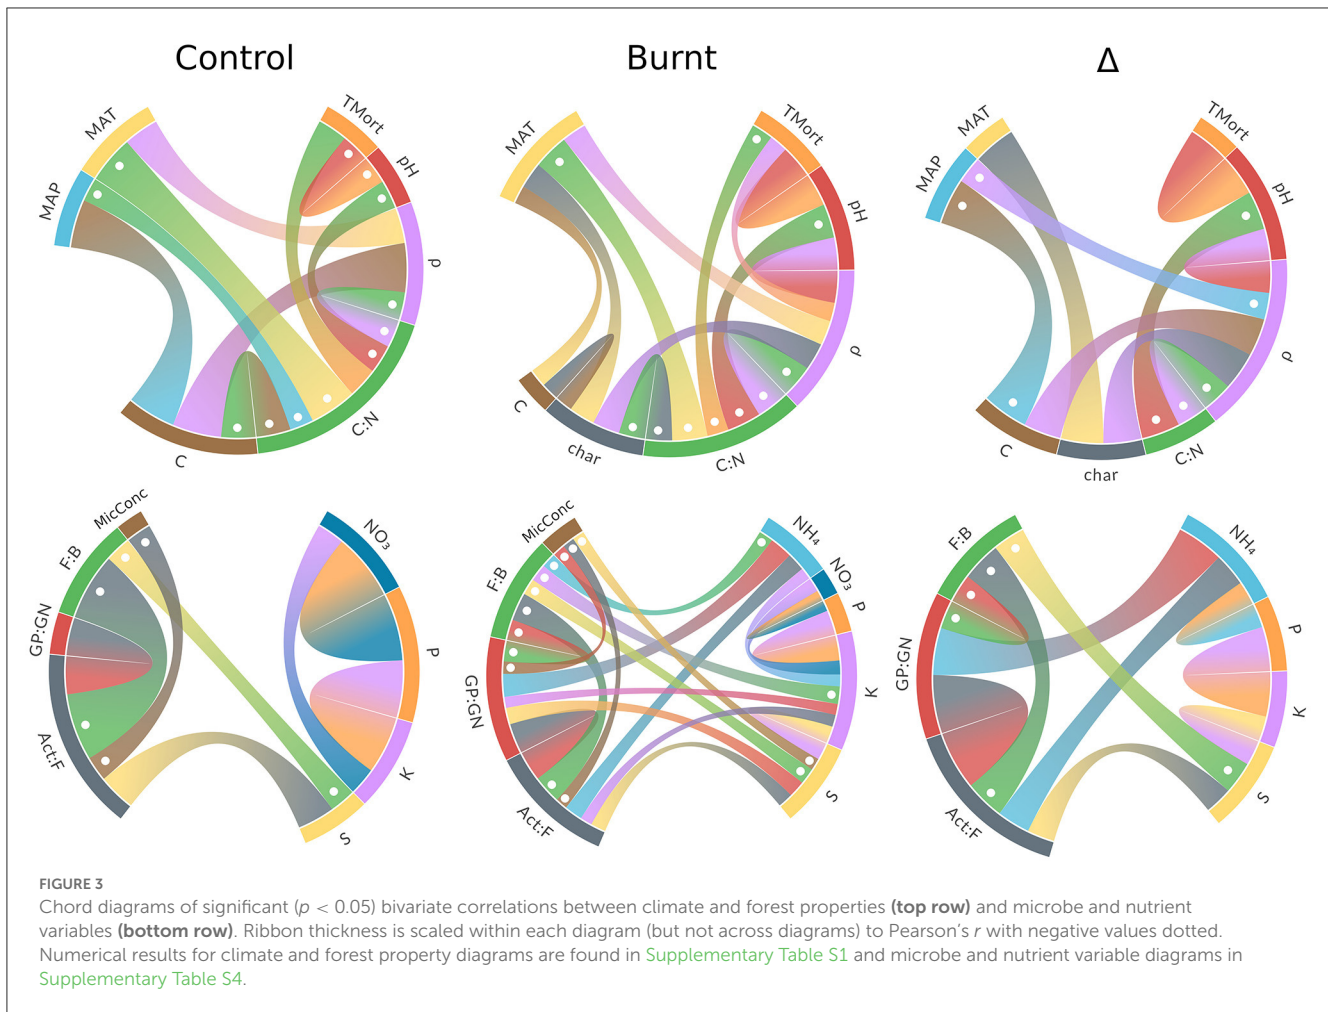 Control
Burnt
Δ
MAT
MAP
TMort
pH
ρ
C:N
C
MAT
TMort
pH
ρ
C:N
char
C
MAT
MAP
TMort
pH
ρ
C:N
char
C
MicConc
F:B
GP:GN
Act:F
NO₃
P
K
S
MicConc
F:B
GP:GN
Act:F
NH₄
NO₃
P
K
S
F:B
GP:GN
Act:F
NH₄
P
K
S
FIGURE 3
Chord diagrams of significant (p < 0.05) bivariate correlations between climate and forest properties (top row) and microbe and nutrient
variables (bottom row). Ribbon thickness is scaled within each diagram (but not across diagrams) to Pearson's r with negative values dotted.
Numerical results for climate and forest property diagrams are found in Supplementary Table S1 and microbe and nutrient variable diagrams in
Supplementary Table S4.